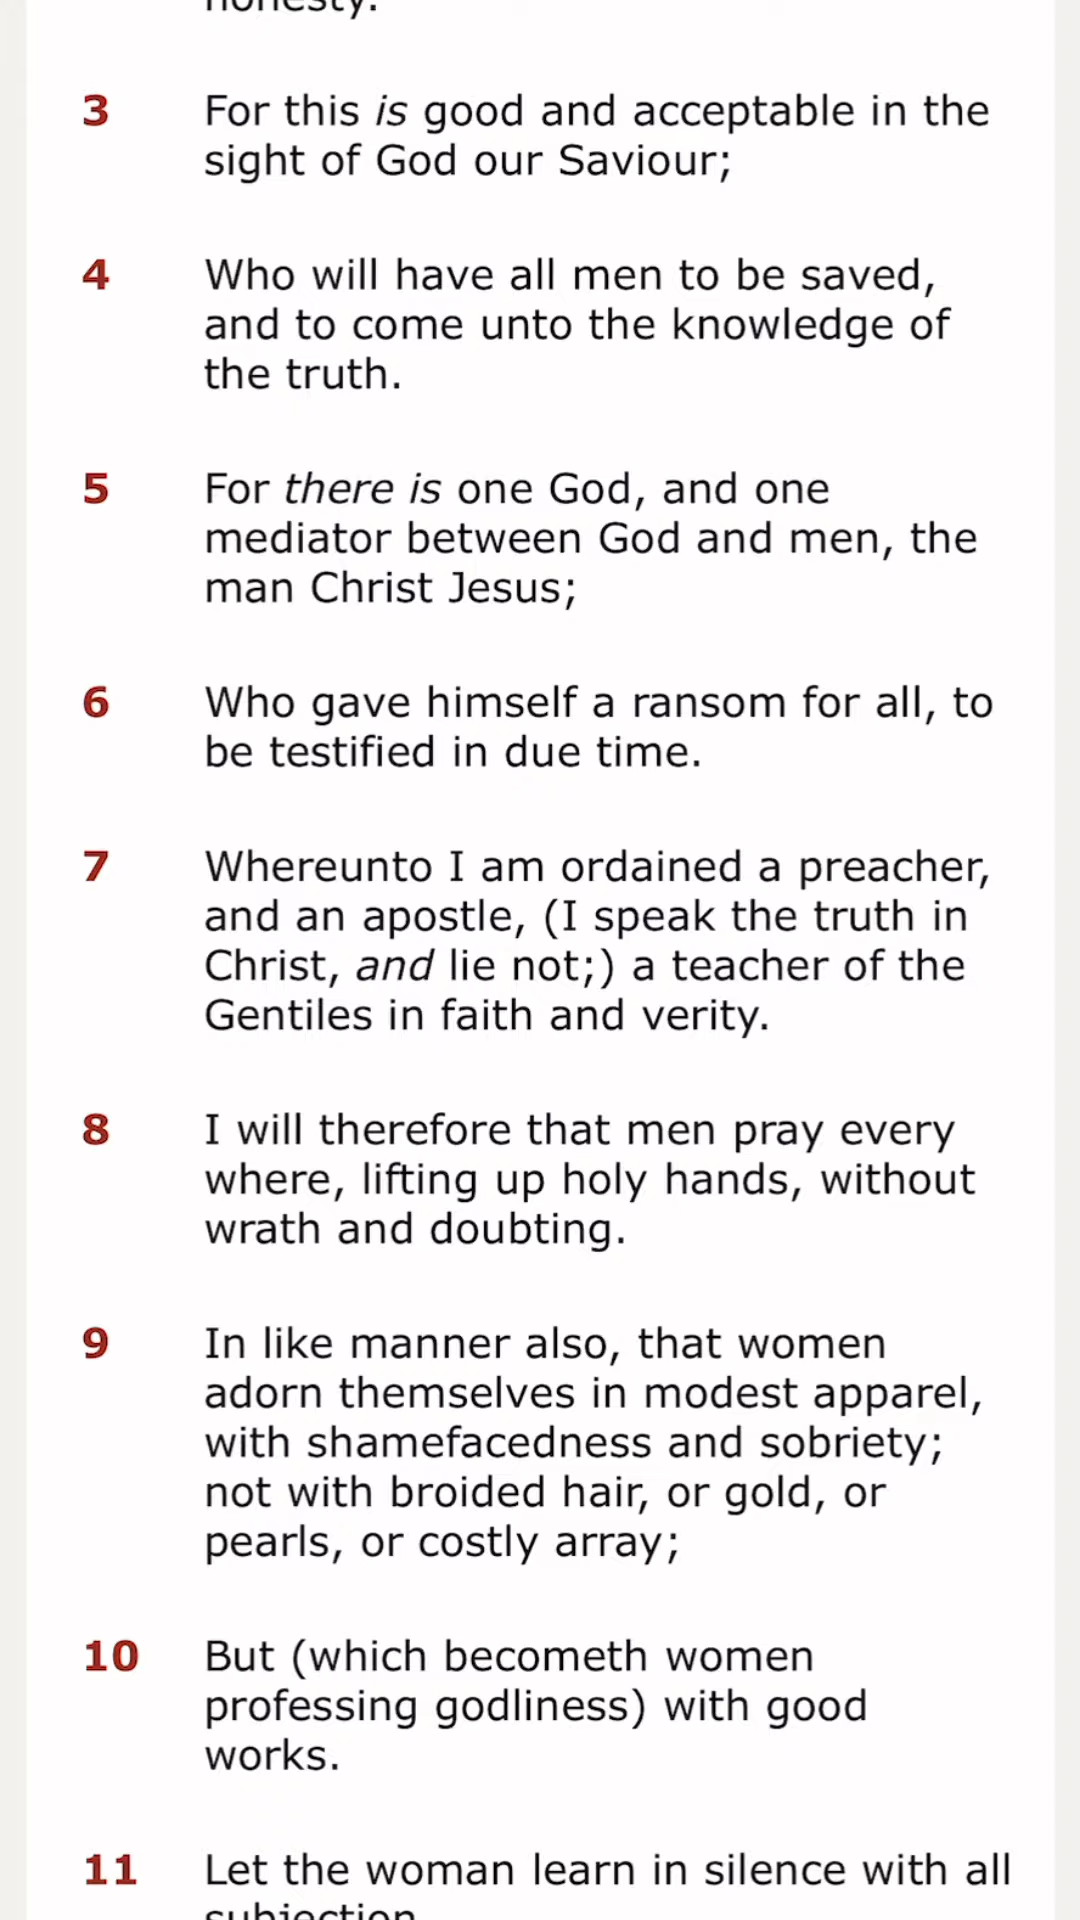 honesty.
3 For this is good and acceptable in the
sight of God our Saviour;
4 Who will have all men to be saved,
and to come unto the knowledge of
the truth.
5 For there is one God, and one
mediator between God and men, the
man Christ Jesus;
6 Who gave himself a ransom for all, to
be testified in due time.
7 Whereunto I am ordained a preacher,
and an apostle, (I speak the truth in
Christ, and lie not;) a teacher of the
Gentiles in faith and verity.
8 I will therefore that men pray every
where, lifting up holy hands, without
wrath and doubting.
9 In like manner also, that women
adorn themselves in modest apparel,
with shamefacedness and sobriety;
not with broided hair, or gold, or
pearls, or costly array;
10 But (which becometh women
professing godliness) with good
works.
11 Let the woman learn in silence with all
subjection